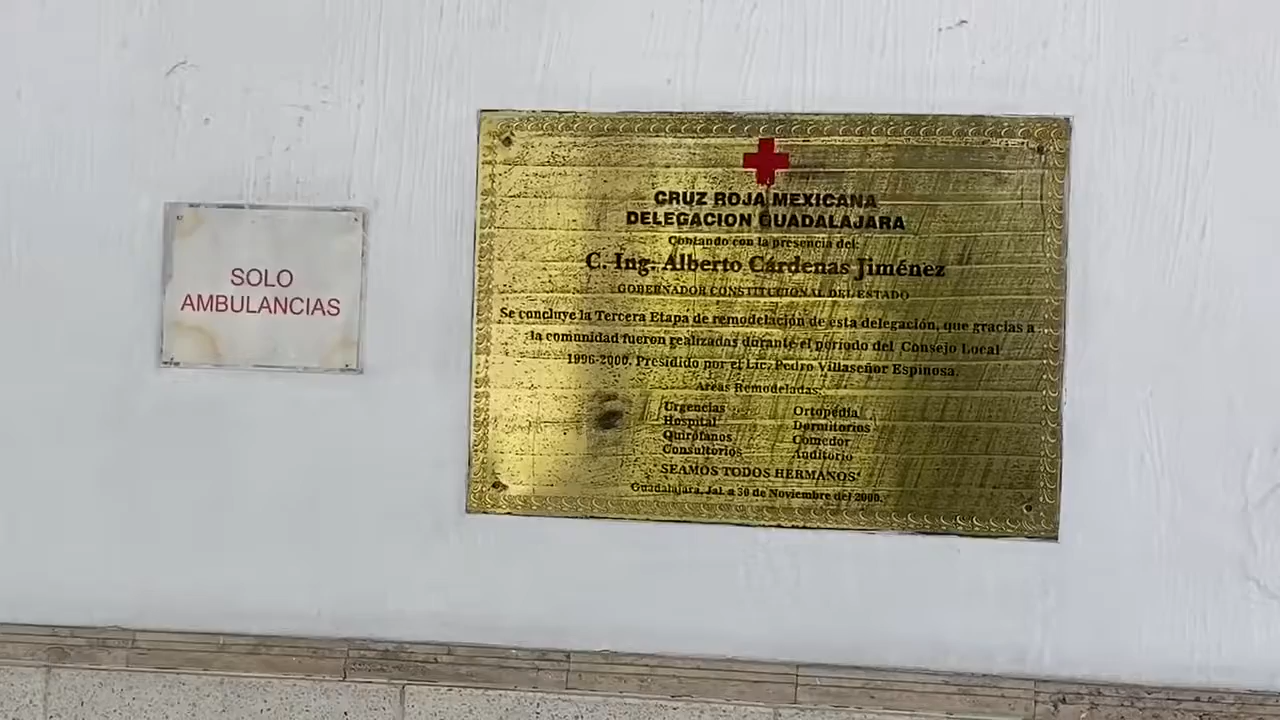 SOLO
AMBULANCIAS
CRUZ ROJA MEXICANA
DELEGACION GUADALAJARA
Contando con la presencia del:
C. Ing. Alberto Cárdenas Jiménez
GOBERNADOR CONSTITUCIONAL DEL ESTADO
Se concluye la Tercera Etapa de remodelación de esta delegación, que gracias a
la comunidad fueron realizadas durante el período del Consejo Local
1996-2000. Presidido por el Lic. Pedro Villaseñor Espinosa.
Areas Remodeladas:
Urgencias Ortopedia
Hospital Dormitorios
Quirófanos Comedor
Consultorios Auditorio
"SEAMOS TODOS HERMANOS"
Guadalajara, Jal. a 30 de Noviembre del 2000.